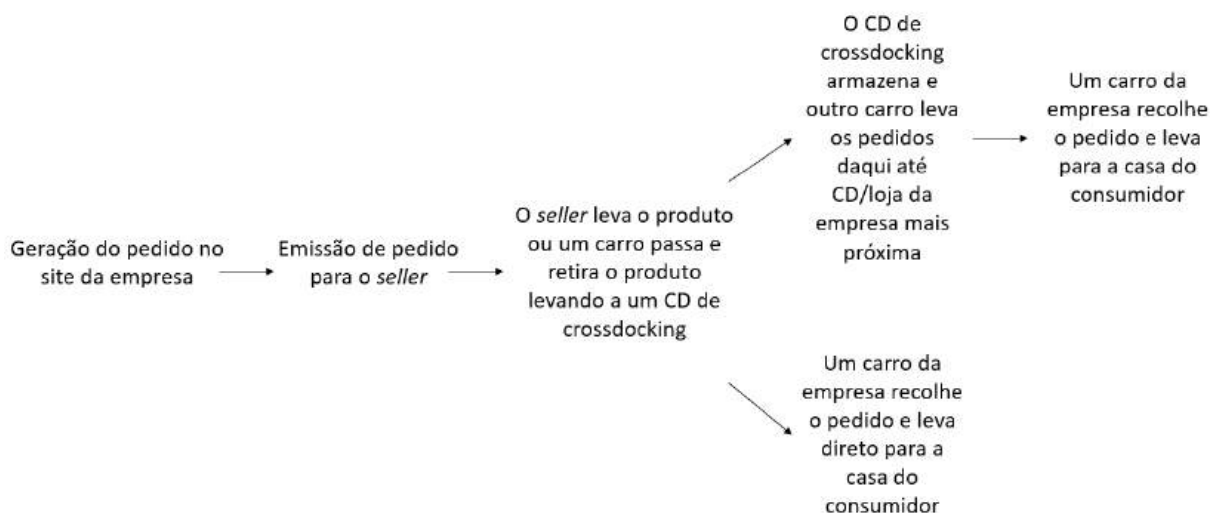 Geração do pedido no
site da empresa
Emissão de pedido
para o seller
O seller leva o produto
ou um carro passa e
retira o produto
levando a um CD de
crossdocking
O CD de
crossdocking
armazena e
outro carro leva
os pedidos
daqui até
CD/loja da
empresa mais
próxima
Um carro da
empresa recolhe
o pedido e leva
para a casa do
consumidor
Um carro da
empresa recolhe
o pedido e leva
direto para a
casa do
consumidor